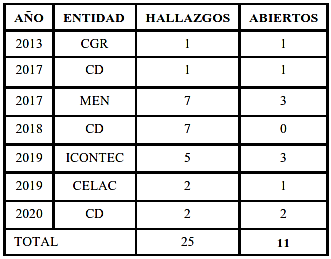 AÑO ENTIDAD HALLAZGOS ABIERTOS
2013 CGR 1 1
2017 CD 1 1
2017 MEN 7 3
2018 CD 7 0
2019 ICONTEC 5 3
2019 CELAC 2 1
2020 CD 2 2
TOTAL 25 11